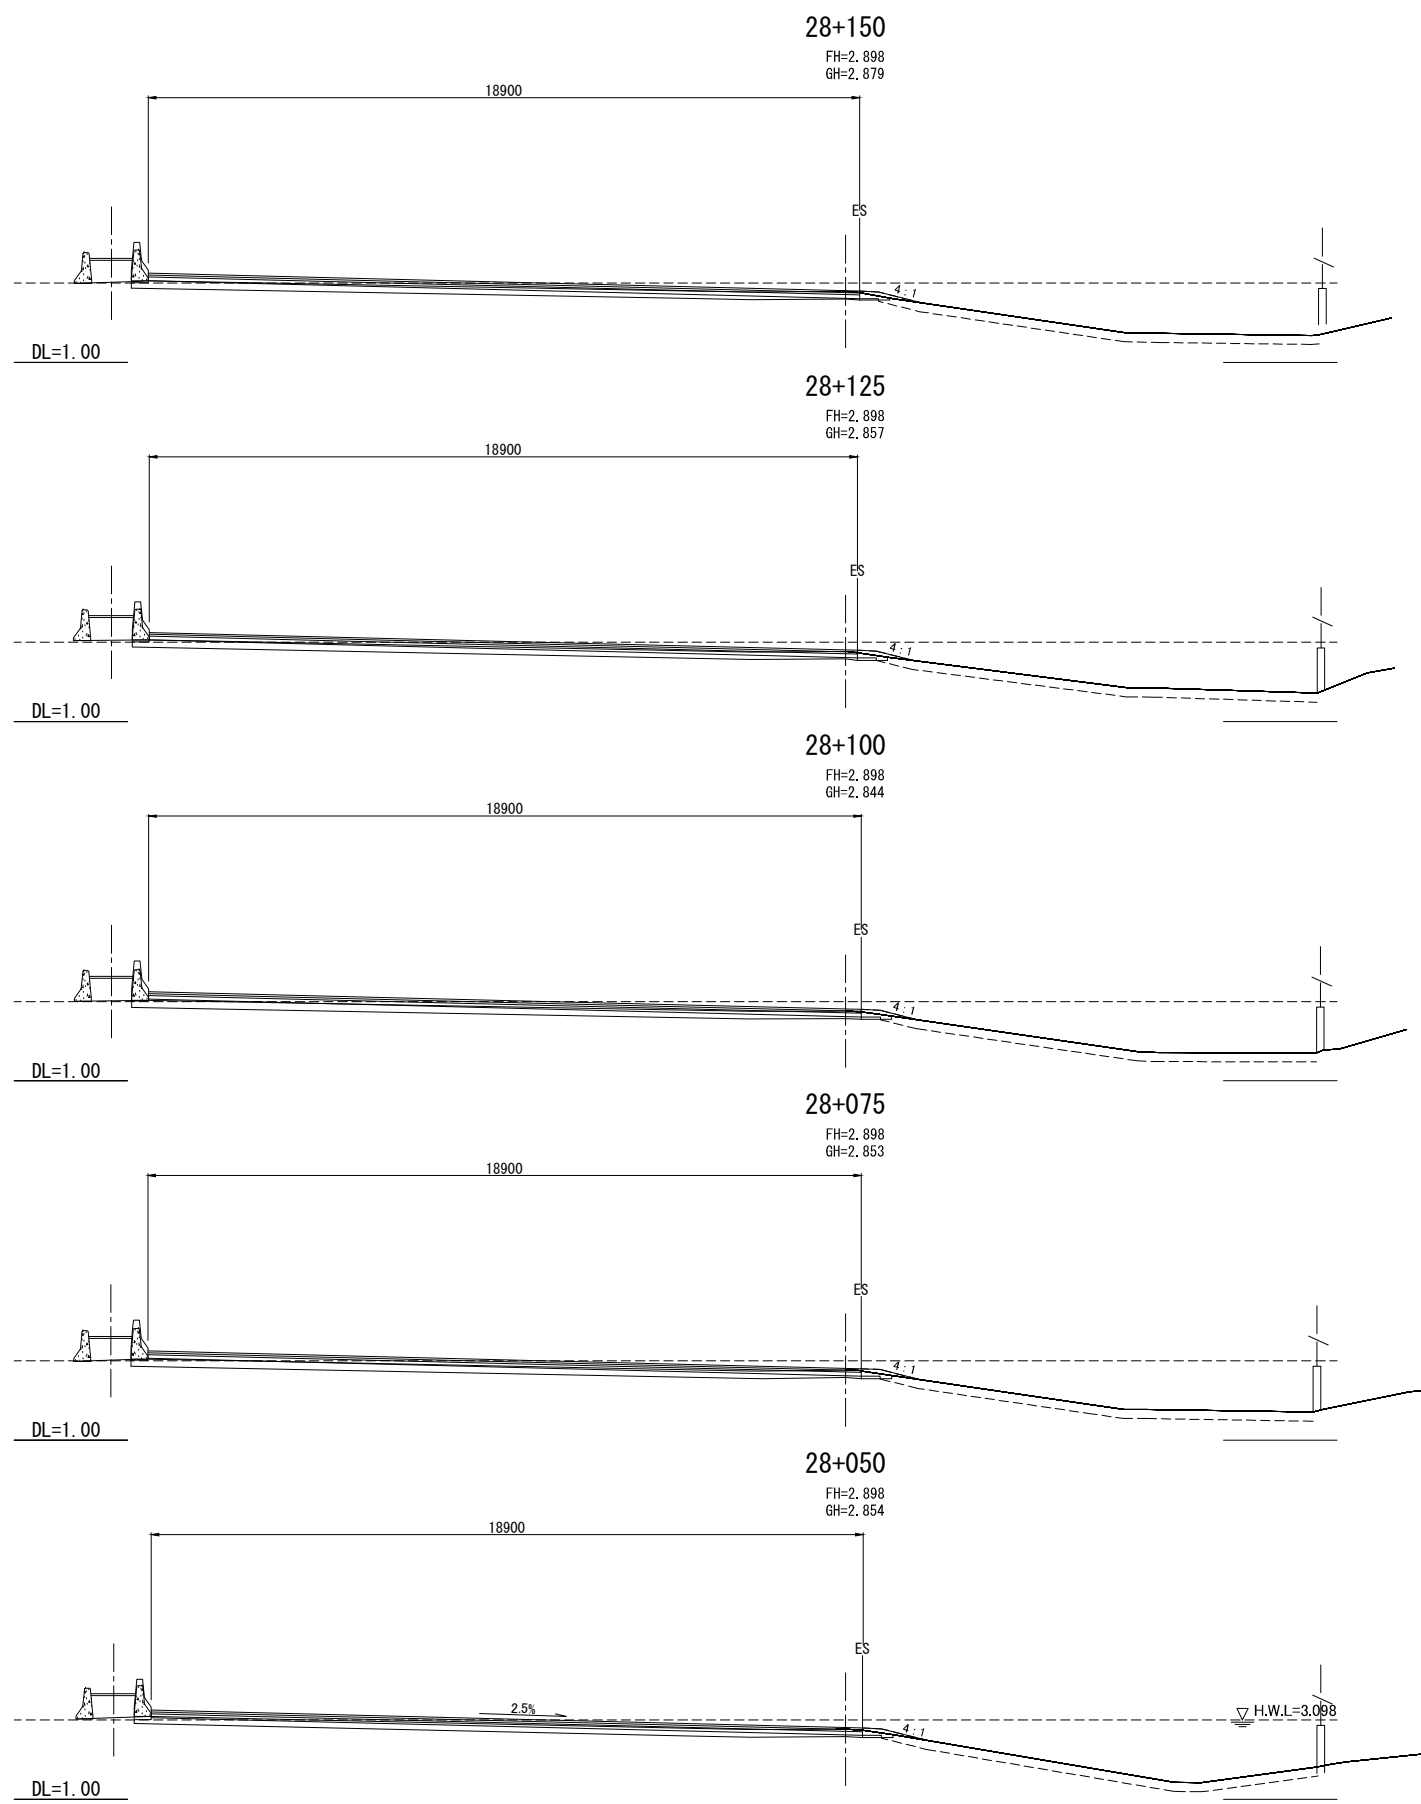 28+150
FH=2.898
GH=2.879
18900
ES
4:1
DL=1.00
28+125
FH=2.898
GH=2.857
18900
ES
4:1
DL=1.00
28+100
FH=2.898
GH=2.844
18900
ES
4:1
DL=1.00
28+075
FH=2.898
GH=2.853
18900
ES
4:1
DL=1.00
28+050
FH=2.898
GH=2.854
18900
ES
2.5%
H.W.L=3.098
4:1
DL=1.00